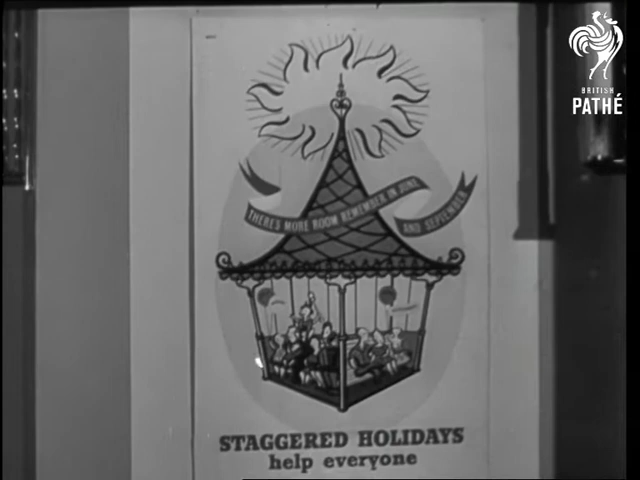 BRITISH
PATHÉ
THERE'S MORE ROOM REMEMBER IN JUNE
AND SEPTEMBER
STAGGERED HOLIDAYS
help everyone